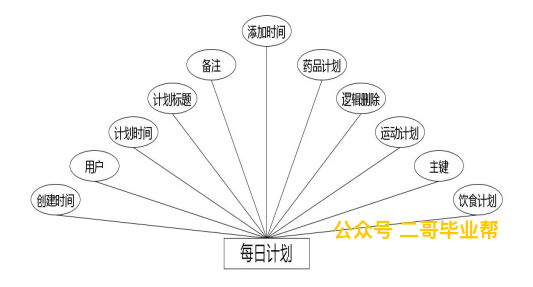 添加时间
备注
药品计划
计划标题
逻辑删除
计划时间
运动计划
用户
主键
创建时间
饮食计划
公众号 二哥毕业帮
每日计划